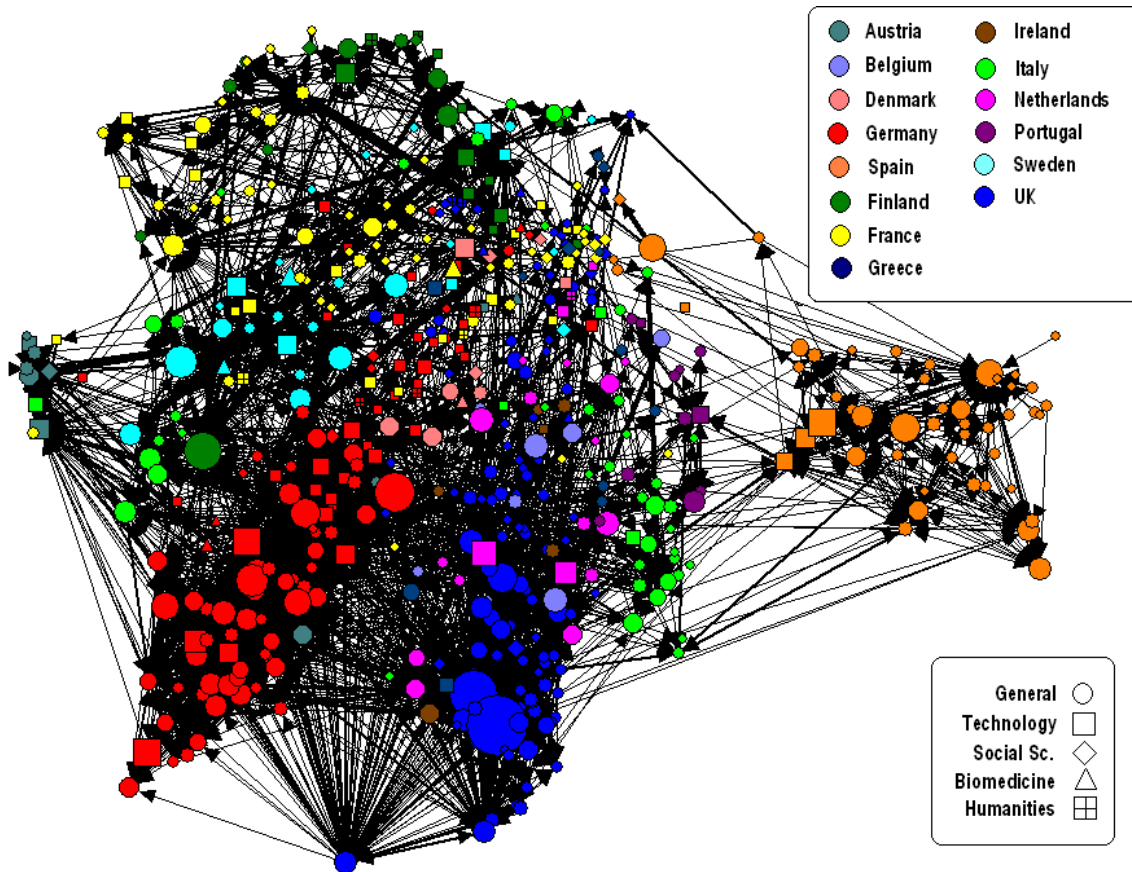 Austria
Belgium
Denmark
Germany
Spain
Finland
France
Greece
Ireland
Italy
Netherlands
Portugal
Sweden
UK
General
Technology
Social Sc.
Biomedicine
Humanities